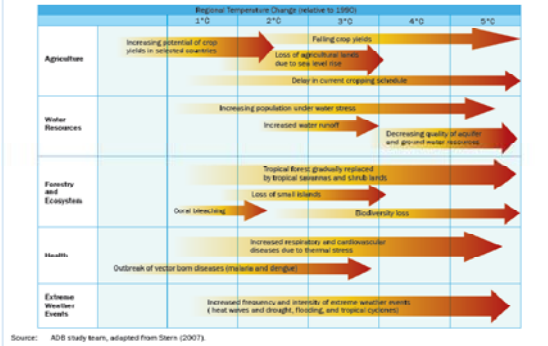 Regional Temperature Change (relative to 1990)
1°C 2°C 3°C 4°C 5°C
Agriculture
Increasing potential of crop
yields in selected countries
Falling crop yields
Loss of agricultural lands
due to sea level rise
Delay in current cropping schedule
Water
Resources
Increasing population under water stress
Increased water runoff
Decreasing quality of aquifer
and ground water resources
Forestry
and
Ecosystem
Tropical forest gradually replaced
by tropical savannas and shrub lands
Loss of small islands
Coral bleaching
Biodiversity loss
Health
Increased respiratory and cardiovascular
diseases due to thermal stress
Outbreak of vector born diseases (malaria and dengue)
Extreme
Weather
Events
Increased frequency and intensity of extreme weather events
( heat waves and drought, flooding, and tropical cyclones)
Source: ADB study team, adapted from Stern (2007).